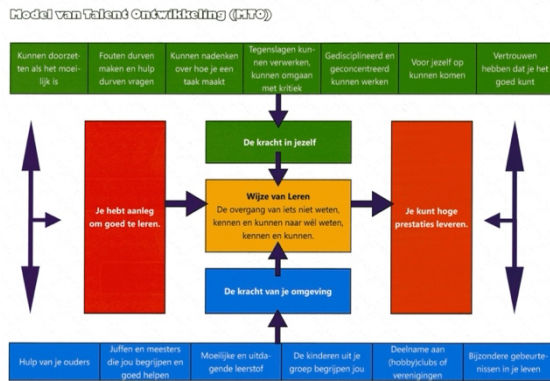 Model van Talent Ontwikkeling (MTO)
Kunnen doorzet-
ten als het moei-
lijk is
Fouten durven
maken en hulp
durven vragen
Kunnen nadenken
over hoe je een
taak maakt
Tegenslagen kun-
nen verwerken,
kunnen omgaan
met kritiek
Gedisciplineerd en
geconcentreerd
kunnen werken
Voor jezelf op
kunnen komen
Vertrouwen
hebben dat je het
goed kunt
De kracht in jezelf
Je hebt aanleg
om goed te leren.
Wijze van Leren
De overgang van iets niet weten,
kennen en kunnen naar wél weten,
kennen en kunnen.
Je kunt hoge
prestaties leveren.
De kracht van je omgeving
Hulp van je ouders
Juffen en meesters
die jou begrijpen en
goed helpen
Moeilijke en uitda-
gende leerstof
De kinderen uit je
groep begrijpen jou
Deelname aan
(hobby)clubs of
verenigingen
Bijzondere gebeurte-
nissen in je leven